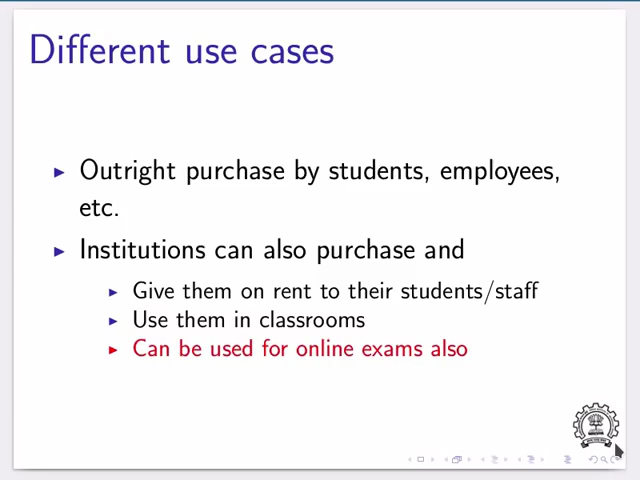 Different use cases
Outright purchase by students, employees,
etc.
Institutions can also purchase and
Give them on rent to their students/staff
Use them in classrooms
Can be used for online exams also